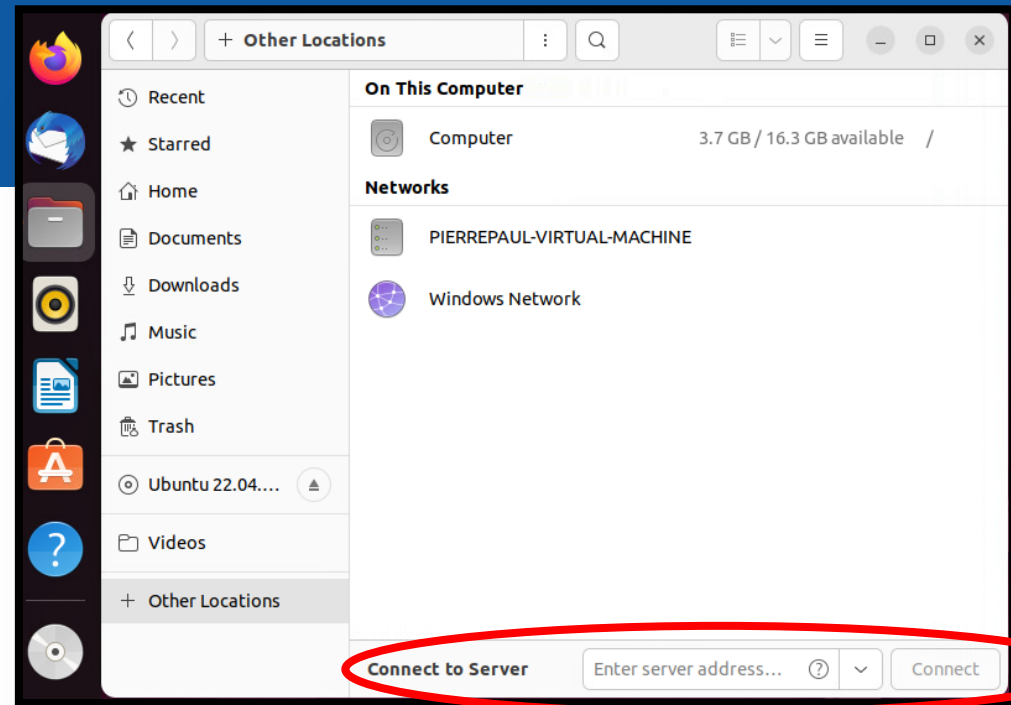 + Other Locations
Recent
Starred
Home
Documents
Downloads
Music
Pictures
Trash
Ubuntu 22.04....
Videos
+ Other Locations
On This Computer
Computer 3.7 GB / 16.3 GB available /
Networks
PIERREPAUL-VIRTUAL-MACHINE
Windows Network
Connect to Server Enter server address... ? Connect